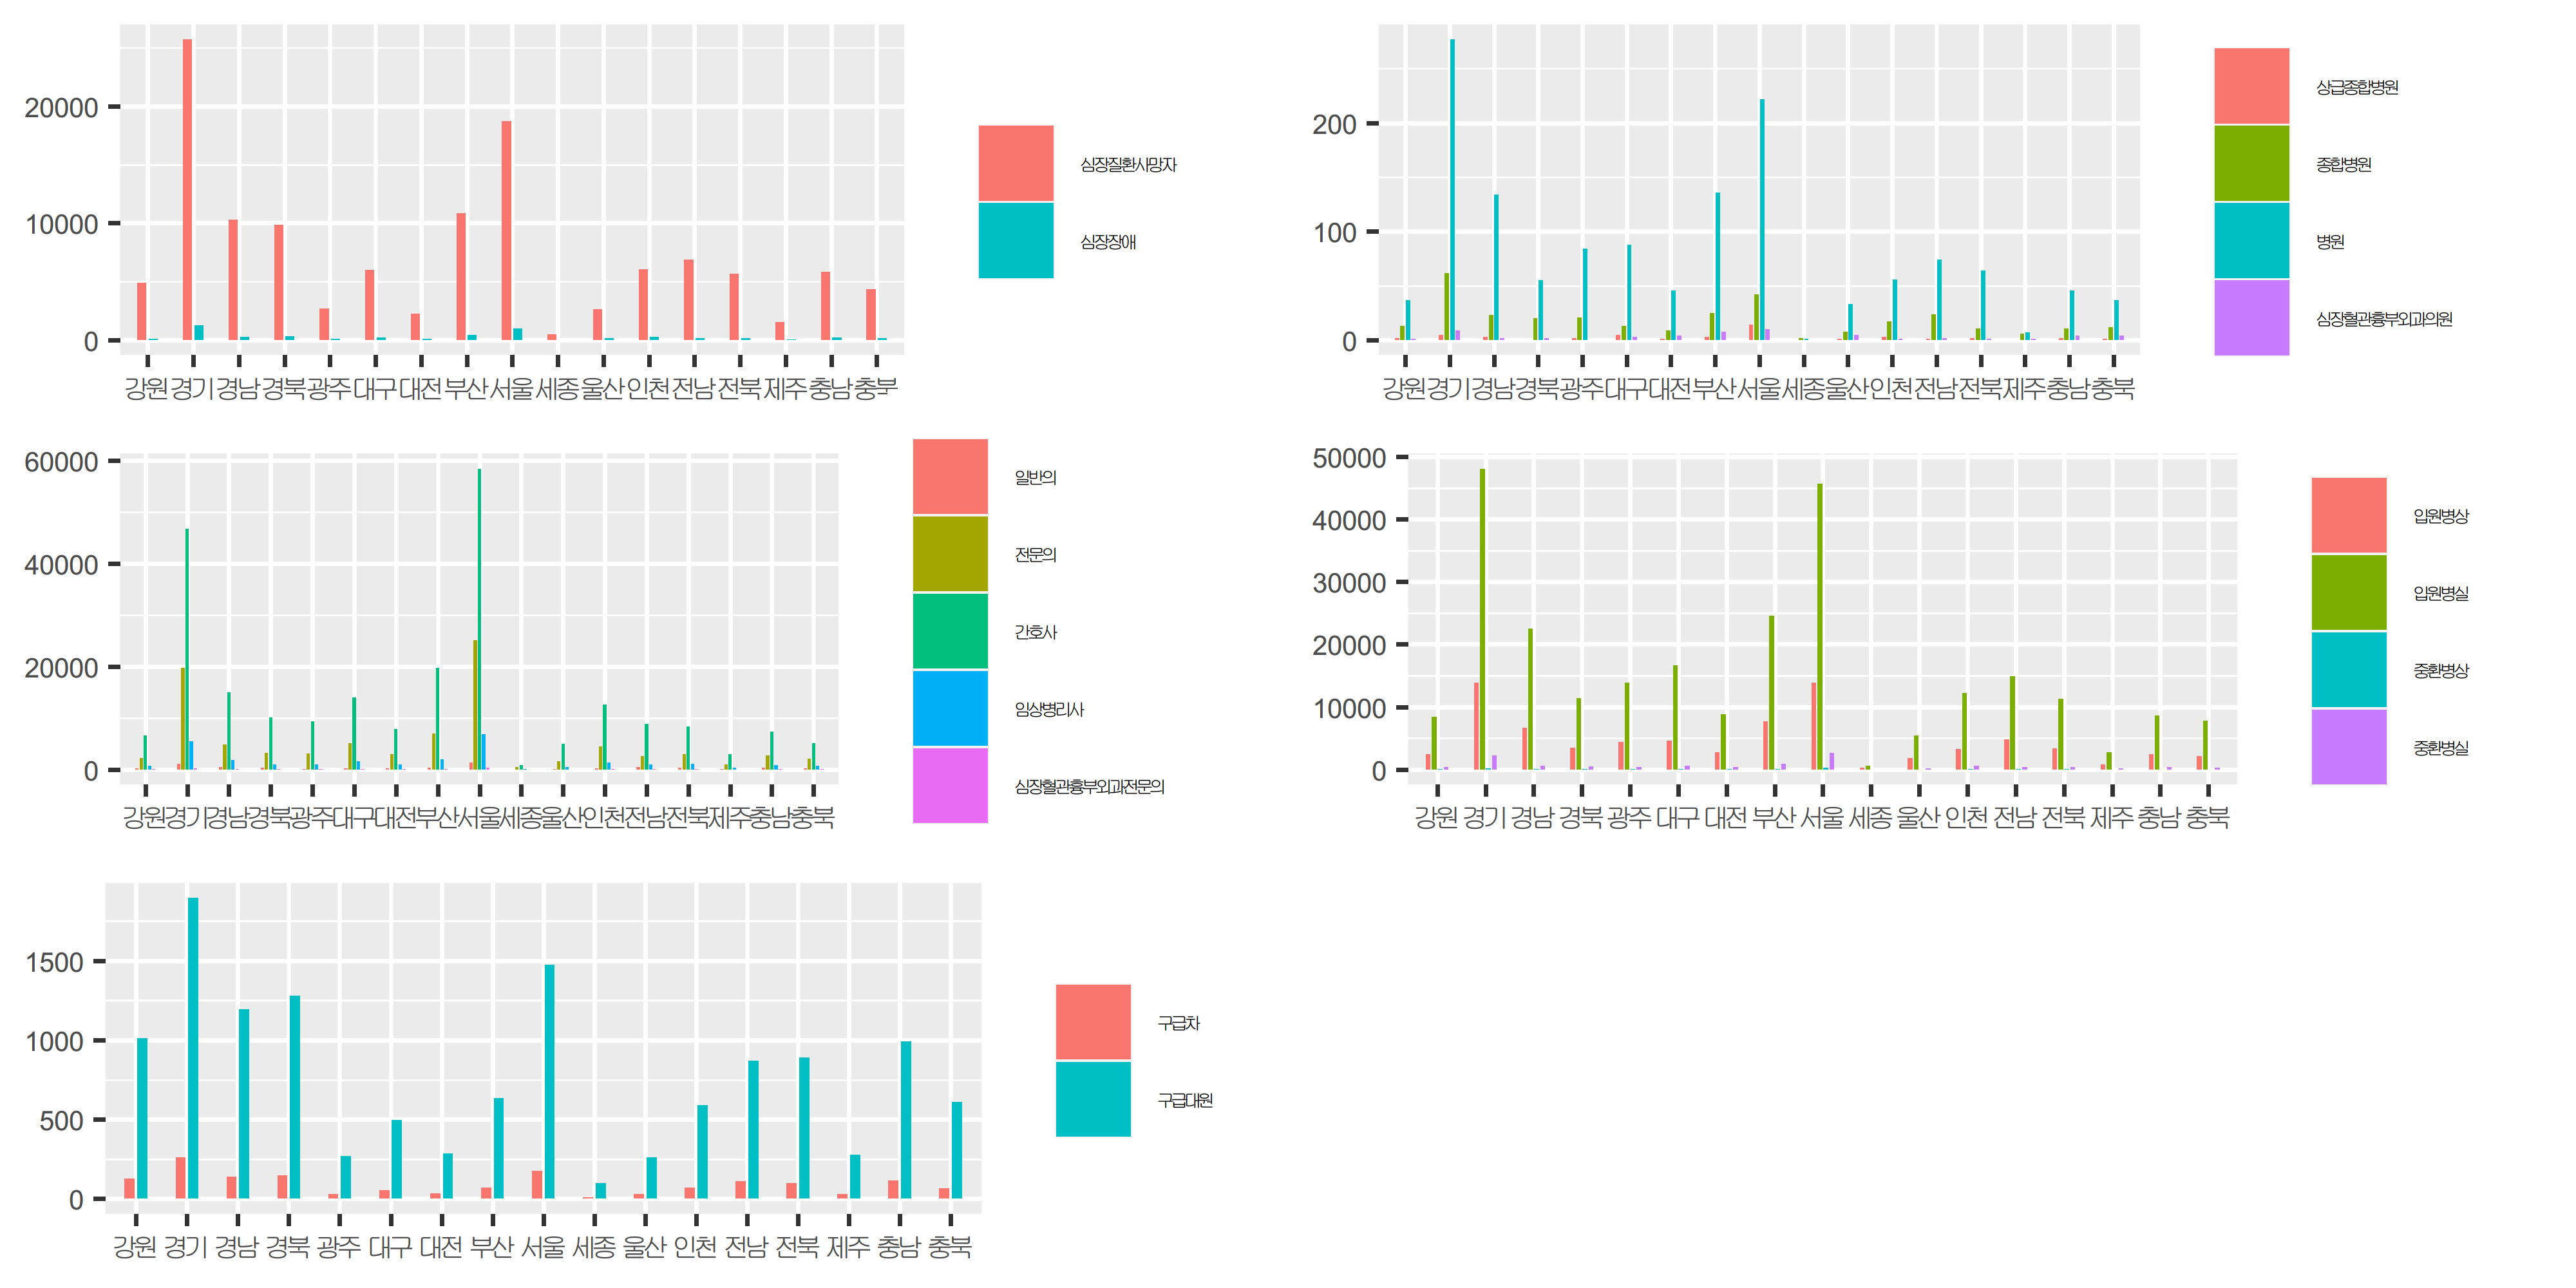 20000
10000
0
강원 경기 경남 경북 광주 대구 대전 부산 서울 세종 울산 인천 전남 전북 제주 충남 충북
심장질환사망자
심장장애
200
100
0
강원 경기 경남 경북 광주 대구 대전 부산 서울 세종 울산 인천 전남 전북 제주 충남 충북
상급종합병원
종합병원
병원
심장혈관흉부외과의원
60000
40000
20000
0
강원 경기 경남 경북 광주 대구 대전 부산 서울 세종 울산 인천 전남 전북 제주 충남 충북
일반의
전문의
간호사
임상병리사
심장혈관흉부외과전문의
50000
40000
30000
20000
10000
0
강원 경기 경남 경북 광주 대구 대전 부산 서울 세종 울산 인천 전남 전북 제주 충남 충북
입원병상
입원병실
중환병상
중환병실
1500
1000
500
0
강원 경기 경남 경북 광주 대구 대전 부산 서울 세종 울산 인천 전남 전북 제주 충남 충북
구급차
구급대원